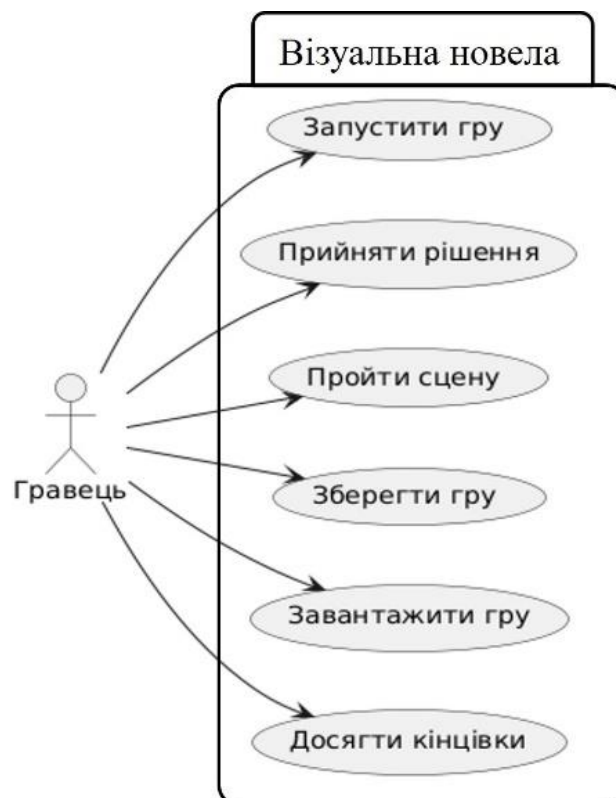 Візуальна новела
Запустити гру
Прийняти рішення
Пройти сцену
Гравець
Зберегти гру
Завантажити гру
Досягти кінцівки